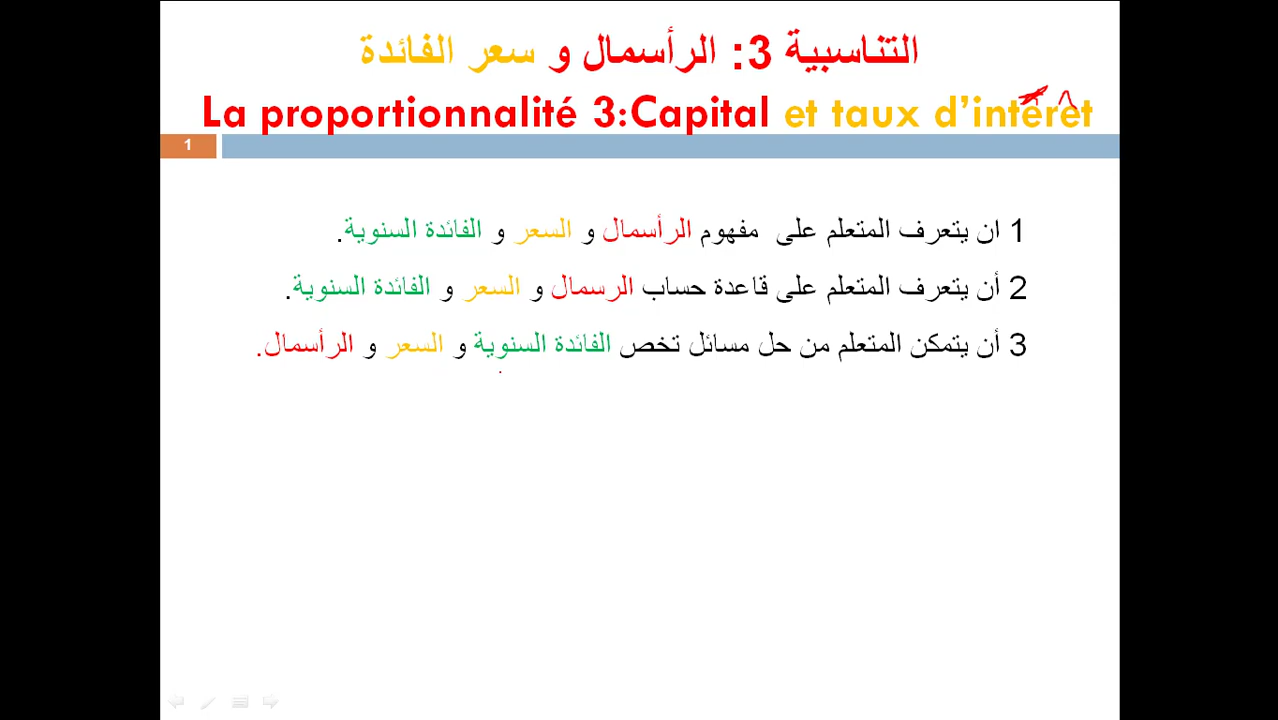 التناسبية 3: الرأسمال و سعر الفائدة
La proportionnalité 3:Capital et taux d’intérêt
1
1 ان يتعرف المتعلم على مفهوم الرأسمال و السعر و الفائدة السنوية.
2 أن يتعرف المتعلم على قاعدة حساب الرسمال و السعر و الفائدة السنوية.
3 أن يتمكن المتعلم من حل مسائل تخص الفائدة السنوية و السعر و الرأسمال.